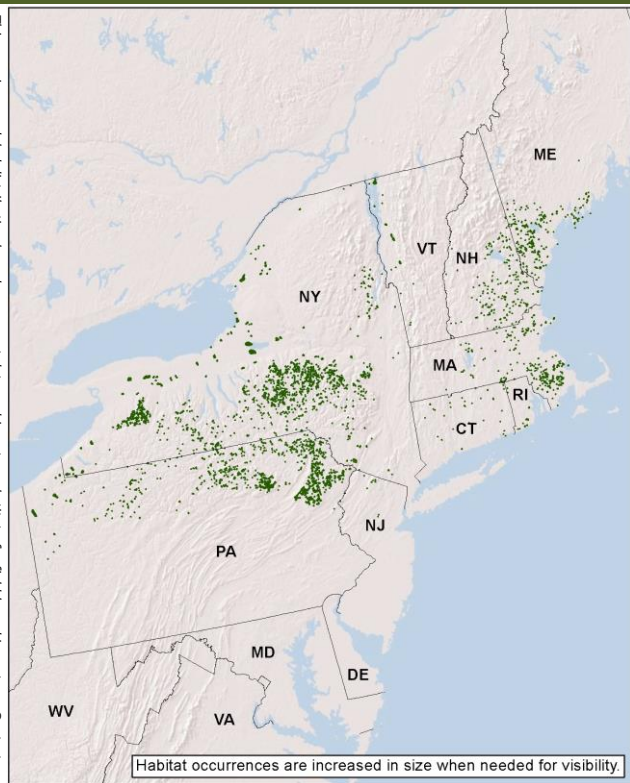 ME
VT
NH
NY
MA
RI
CT
NJ
PA
MD
DE
WV
VA
Habitat occurrences are increased in size when needed for visibility.